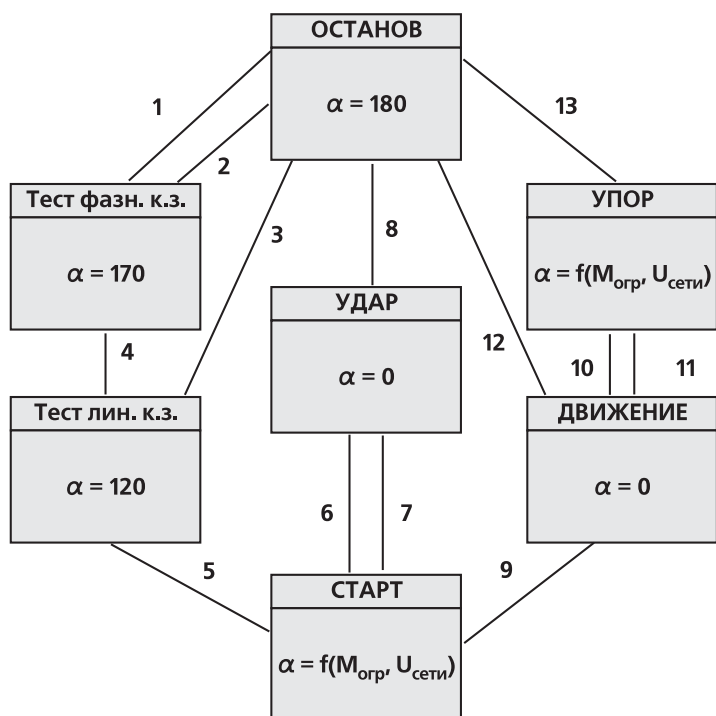 ОСТАНОВ
α = 180
1
2
13
Тест фазн. к.з.
α = 170
3
8
УПОР
α = f(Mогр, Uсети)
УДАР
α = 0
4
12
10
11
Тест лин. к.з.
α = 120
ДВИЖЕНИЕ
α = 0
6
7
5
9
СТАРТ
α = f(Mогр, Uсети)